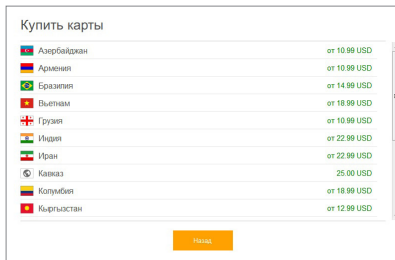 Купить карты
Азербайджан от 10.99 USD
Армения от 10.99 USD
Бразилия от 14.99 USD
Вьетнам от 18.99 USD
Грузия от 10.99 USD
Индия от 22.99 USD
Иран от 22.99 USD
Кавказ 25.00 USD
Колумбия от 18.99 USD
Кыргызстан от 12.99 USD
Назад